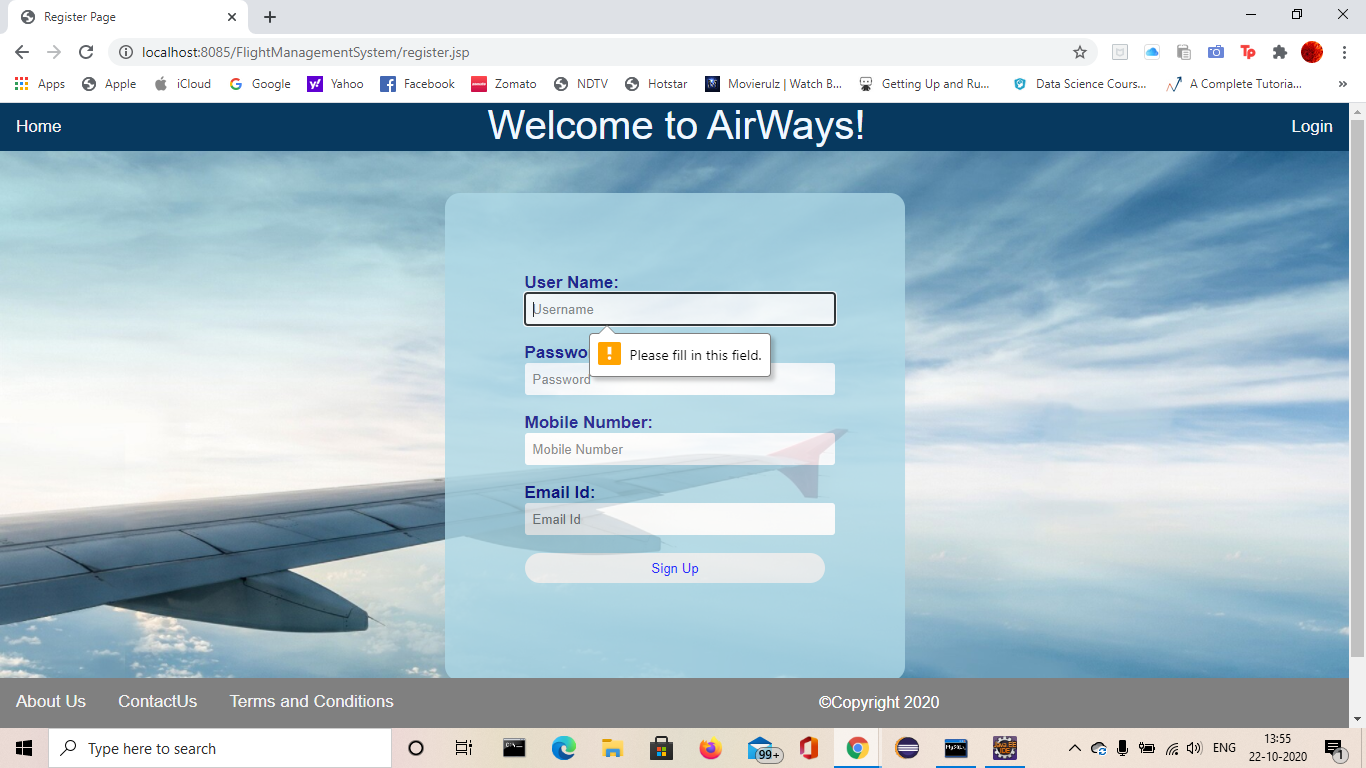 Register Page
localhost:8085/FlightManagementSystem/register.jsp
Apps Apple iCloud Google Yahoo Facebook Zomato NDTV Hotstar Movierulz | Watch B... Getting Up and Ru... Data Science Cours... A Complete Tutoria... »
Home Welcome to AirWays! Login
User Name:
Username
Please fill in this field.
Password
Mobile Number:
Mobile Number
Email Id:
Email Id
Sign Up
About Us ContactUs Terms and Conditions ©Copyright 2020
Type here to search
99+
ENG
13:55
22-10-2020
1